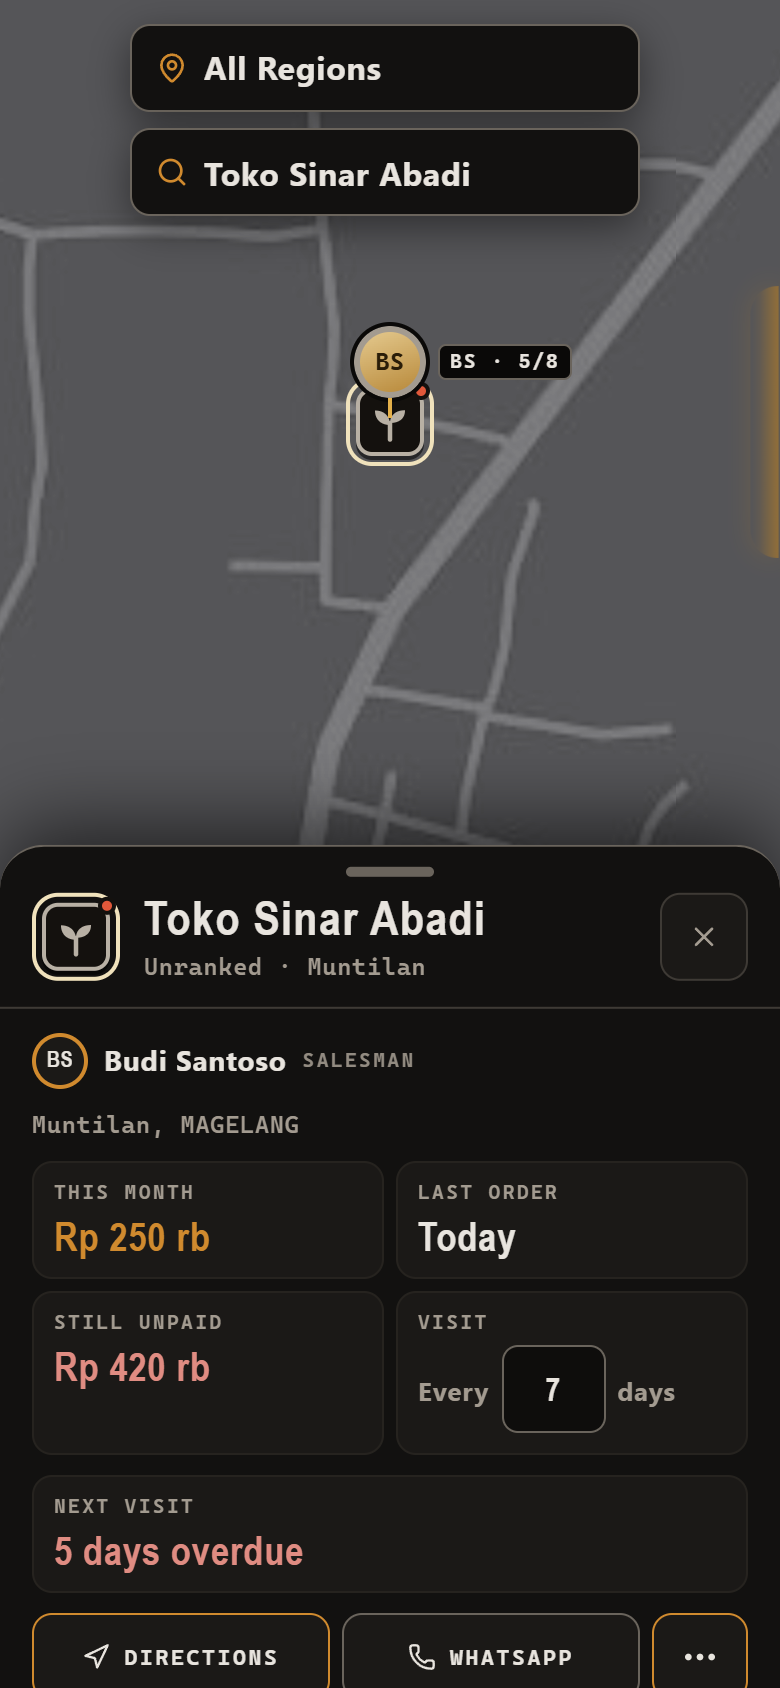 All Regions
Toko Sinar Abadi
BS
BS · 5/8
Toko Sinar Abadi
Unranked · Muntilan
BS Budi Santoso SALESMAN
Muntilan, MAGELANG
THIS MONTH
Rp 250 rb
LAST ORDER
Today
STILL UNPAID
Rp 420 rb
VISIT
Every 7 days
NEXT VISIT
5 days overdue
DIRECTIONS
WHATSAPP